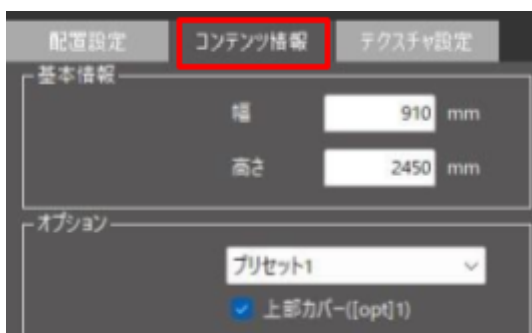 配置設定 コンテンツ情報 テクスチャ設定
基本情報
幅 910 mm
高さ 2450 mm
オプション
プリセット1
上部カバー([opt]1)